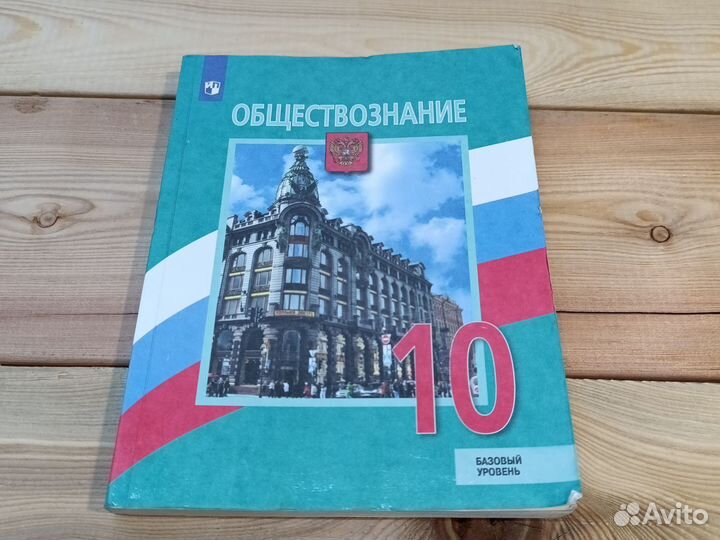 ОБЩЕСТВОЗНАНИЕ
10
БАЗОВЫЙ
УРОВЕНЬ
Avito